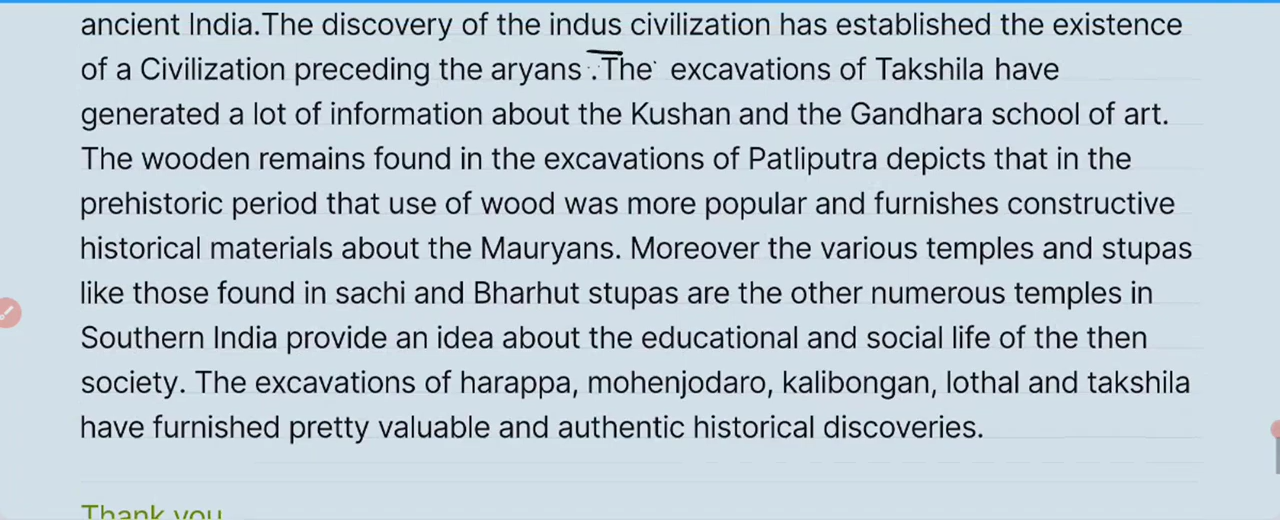 ancient India.The discovery of the indus civilization has established the existence
of a Civilization preceding the aryans .The excavations of Takshila have
generated a lot of information about the Kushan and the Gandhara school of art.
The wooden remains found in the excavations of Patliputra depicts that in the
prehistoric period that use of wood was more popular and furnishes constructive
historical materials about the Mauryans. Moreover the various temples and stupas
like those found in sachi and Bharhut stupas are the other numerous temples in
Southern India provide an idea about the educational and social life of the then
society. The excavations of harappa, mohenjodaro, kalibongan, lothal and takshila
have furnished pretty valuable and authentic historical discoveries.
Thank you